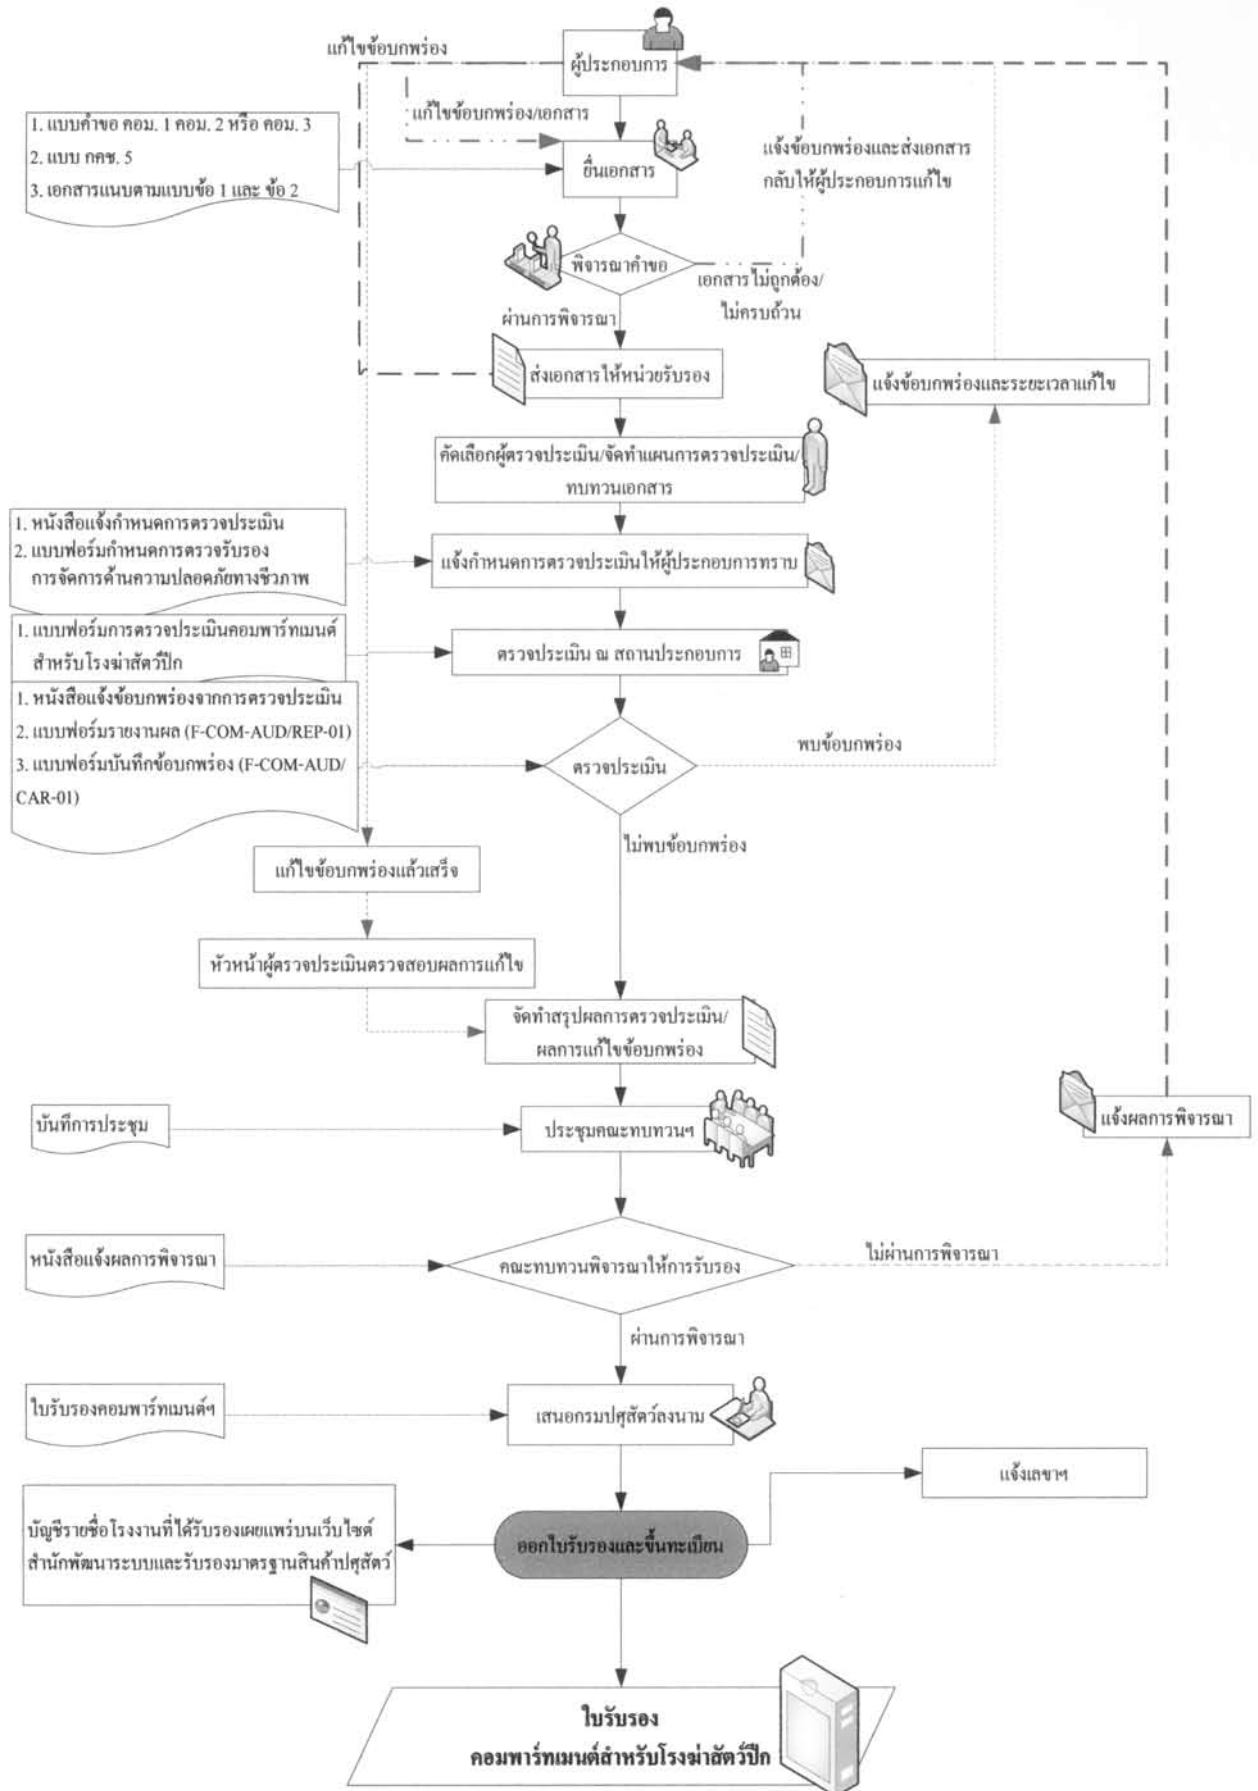 แก้ไขข้อบกพร่อง
ผู้ประกอบการ
แก้ไขข้อบกพร่อง/เอกสาร
1. แบบคำขอ คอม. 1 คอม. 2 หรือ คอม. 3
2. แบบ กคช. 5
3. เอกสารแนบตามแบบข้อ 1 และ ข้อ 2
ยื่นเอกสาร
แจ้งข้อบกพร่องและส่งเอกสาร
กลับให้ผู้ประกอบการแก้ไข
พิจารณาคำขอ
เอกสารไม่ถูกต้อง/
ไม่ครบถ้วน
ผ่านการพิจารณา
ส่งเอกสารให้หน่วยรับรอง
แจ้งข้อบกพร่องและระยะเวลาแก้ไข
คัดเลือกผู้ตรวจประเมิน/จัดทำแผนการตรวจประเมิน/
ทบทวนเอกสาร
1. หนังสือแจ้งกำหนดการตรวจประเมิน
2. แบบฟอร์มกำหนดการตรวจรับรอง
การจัดการด้านความปลอดภัยทางชีวภาพ
แจ้งกำหนดการตรวจประเมินให้ผู้ประกอบการทราบ
1. แบบฟอร์มการตรวจประเมินคอมพาร์ทเมนต์
สำหรับโรงฆ่าสัตว์ปีก
ตรวจประเมิน ณ สถานประกอบการ
1. หนังสือแจ้งข้อบกพร่องจากการตรวจประเมิน
2. แบบฟอร์มรายงานผล (F-COM-AUD/REP-01)
3. แบบฟอร์มบันทึกข้อบกพร่อง (F-COM-AUD/
CAR-01)
ตรวจประเมิน
พบข้อบกพร่อง
ไม่พบข้อบกพร่อง
แก้ไขข้อบกพร่องแล้วเสร็จ
หัวหน้าผู้ตรวจประเมินตรวจสอบผลการแก้ไข
จัดทำสรุปผลการตรวจประเมิน/
ผลการแก้ไขข้อบกพร่อง
บันทึการประชุม
ประชุมคณะทบทวนฯ
แจ้งผลการพิจารณา
หนังสือแจ้งผลการพิจารณา
คณะทบทวนพิจารณาให้การรับรอง
ไม่ผ่านการพิจารณา
ผ่านการพิจารณา
ใบรับรองคอมพาร์ทเมนต์ฯ
เสนอกรมปศุสัตว์ลงนาม
แจ้งเลขาฯ
บัญชีรายชื่อโรงงานที่ได้รับรองเผยแพร่บนเว็บไซต์
สำนักพัฒนาระบบและรับรองมาตรฐานสินค้าปศุสัตว์
ออกใบรับรองและขึ้นทะเบียน
ใบรับรอง
คอมพาร์ทเมนต์สำหรับโรงฆ่าสัตว์ปีก